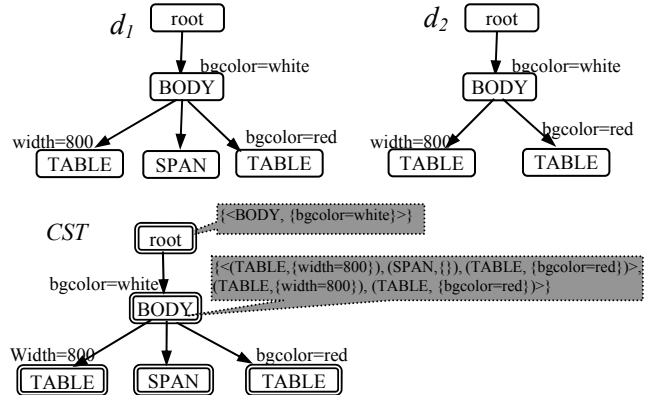 d1
root
bgcolor=white
BODY
width=800
bgcolor=red
TABLE
SPAN
TABLE
d2
root
bgcolor=white
BODY
width=800
bgcolor=red
TABLE
TABLE
CST
root
{<BODY, {bgcolor=white}>}
bgcolor=white
BODY
{<(TABLE,{width=800}), (SPAN,{}), (TABLE, {bgcolor=red})>,
(TABLE,{width=800}), (TABLE, {bgcolor=red})>}
Width=800
bgcolor=red
TABLE
SPAN
TABLE